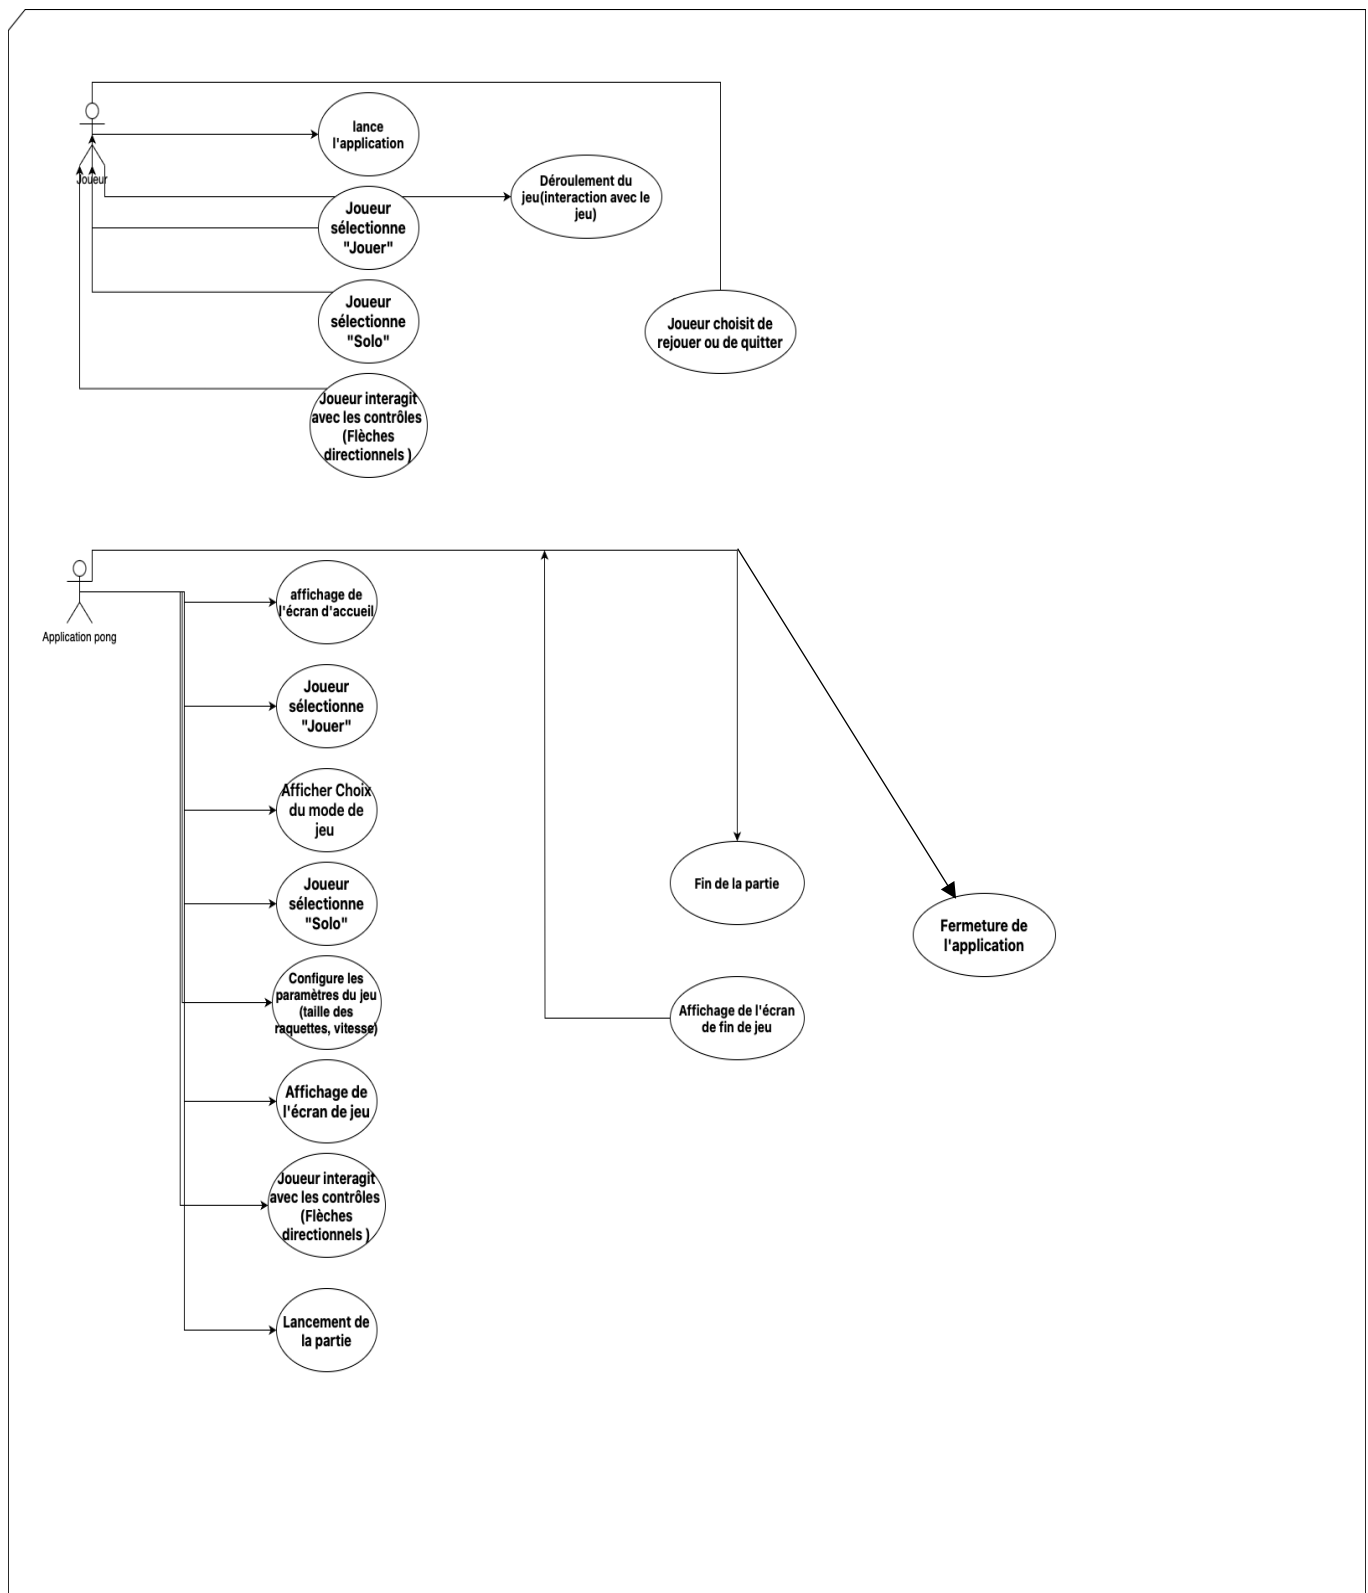 lance
l'application
Joueur
Déroulement du
jeu(interaction avec le
jeu)
Joueur
sélectionne
"Jouer"
Joueur
sélectionne
"Solo"
Joueur choisit de
rejouer ou de quitter
Joueur interagit
avec les contrôles
(Flèches
directionnels )
Application pong
affichage de
l'écran d'accueil
Joueur
sélectionne
"Jouer"
Afficher Choix
du mode de
jeu
Joueur
sélectionne
"Solo"
Fin de la partie
Fermeture de
l'application
Configure les
paramètres du jeu
(taille des
raquettes, vitesse)
Affichage de l'écran
de fin de jeu
Affichage de
l'écran de jeu
Joueur interagit
avec les contrôles
(Flèches
directionnels )
Lancement de
la partie